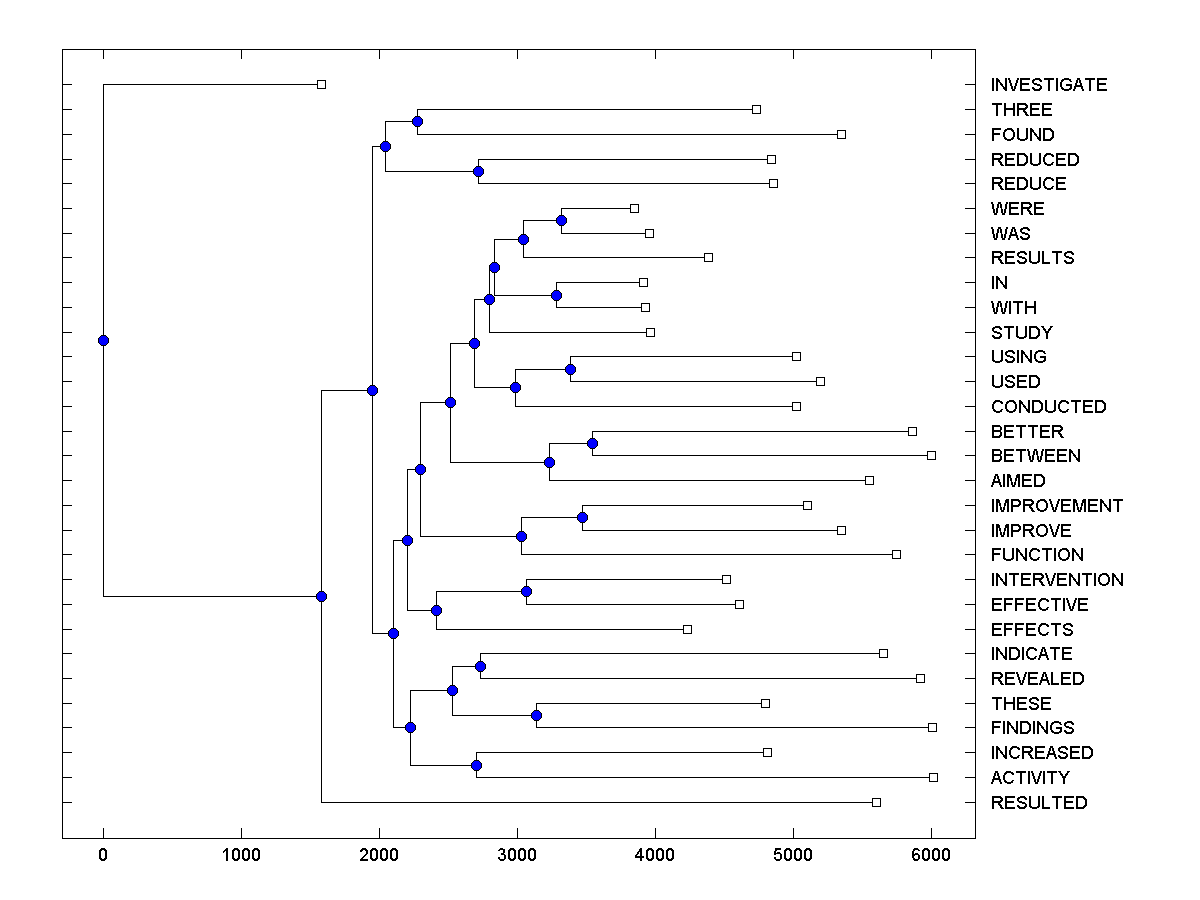 INVESTIGATE
THREE
FOUND
REDUCED
REDUCE
WERE
WAS
RESULTS
IN
WITH
STUDY
USING
USED
CONDUCTED
BETTER
BETWEEN
AIMED
IMPROVEMENT
IMPROVE
FUNCTION
INTERVENTION
EFFECTIVE
EFFECTS
INDICATE
REVEALED
THESE
FINDINGS
INCREASED
ACTIVITY
RESULTED
0 1000 2000 3000 4000 5000 6000